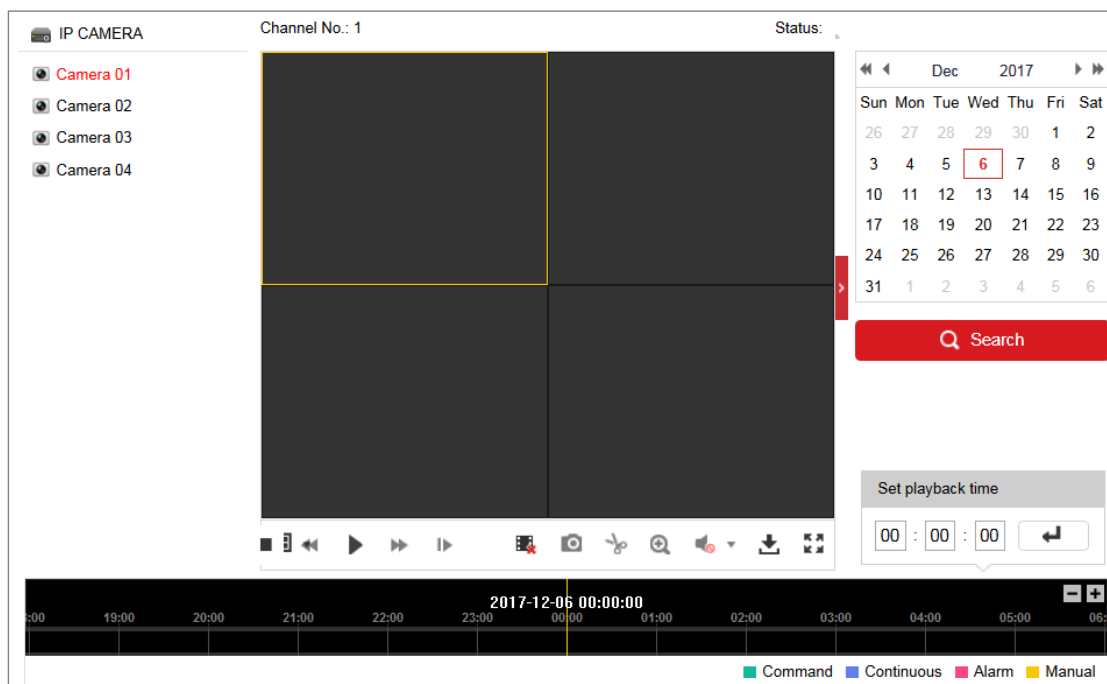 IP CAMERA
Camera 01
Camera 02
Camera 03
Camera 04
Channel No.: 1 Status:
Dec 2017
Sun Mon Tue Wed Thu Fri Sat
26 27 28 29 30 1 2
3 4 5 6 7 8 9
10 11 12 13 14 15 16
17 18 19 20 21 22 23
24 25 26 27 28 29 30
31 1 2 3 4 5 6
Search
Set playback time
00 : 00 : 00
2017-12-06 00:00:00
:00 19:00 20:00 21:00 22:00 23:00 00:00 01:00 02:00 03:00 04:00 05:00 06:
Command Continuous Alarm Manual